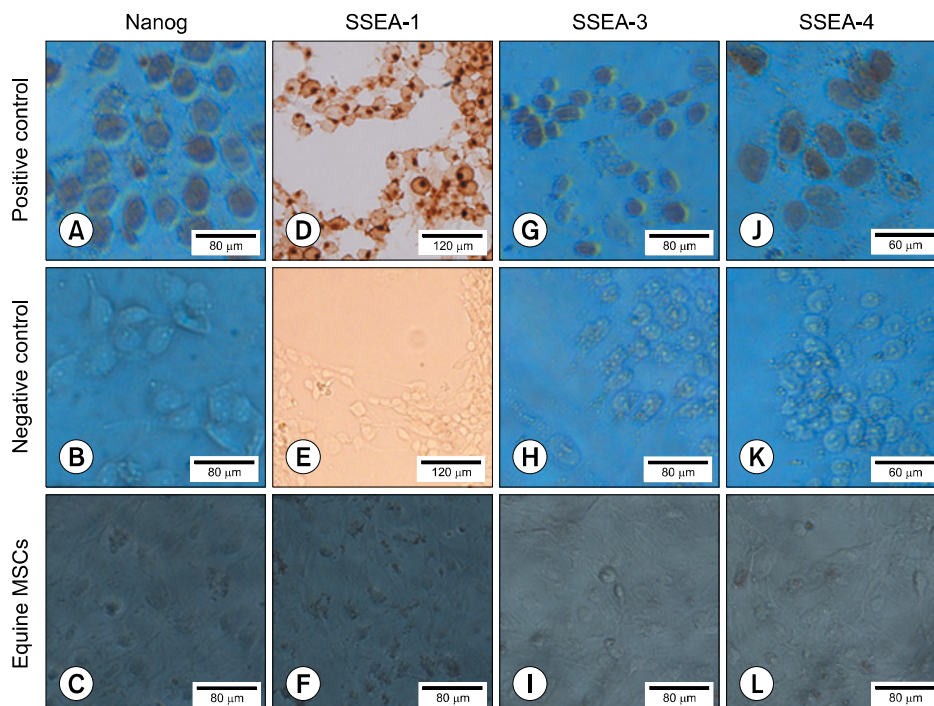 Nanog SSEA-1 SSEA-3 SSEA-4
Positive control
A 80 μm D 120 μm G 80 μm J 60 μm
Negative control
B 80 μm E 120 μm H 80 μm K 60 μm
Equine MSCs
C 80 μm F 80 μm I 80 μm L 80 μm